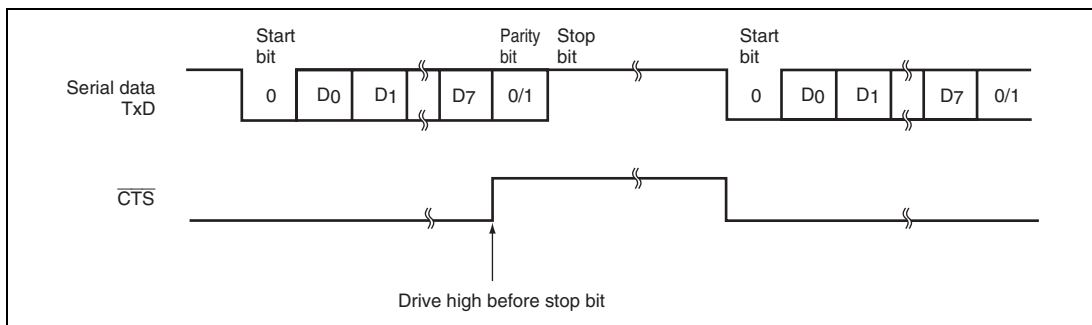 Start bit
Parity bit
Stop bit
Start bit
Serial data TxD
0 D0 D1 D7 0/1 0 D0 D1 D7 0/1
CTS
Drive high before stop bit